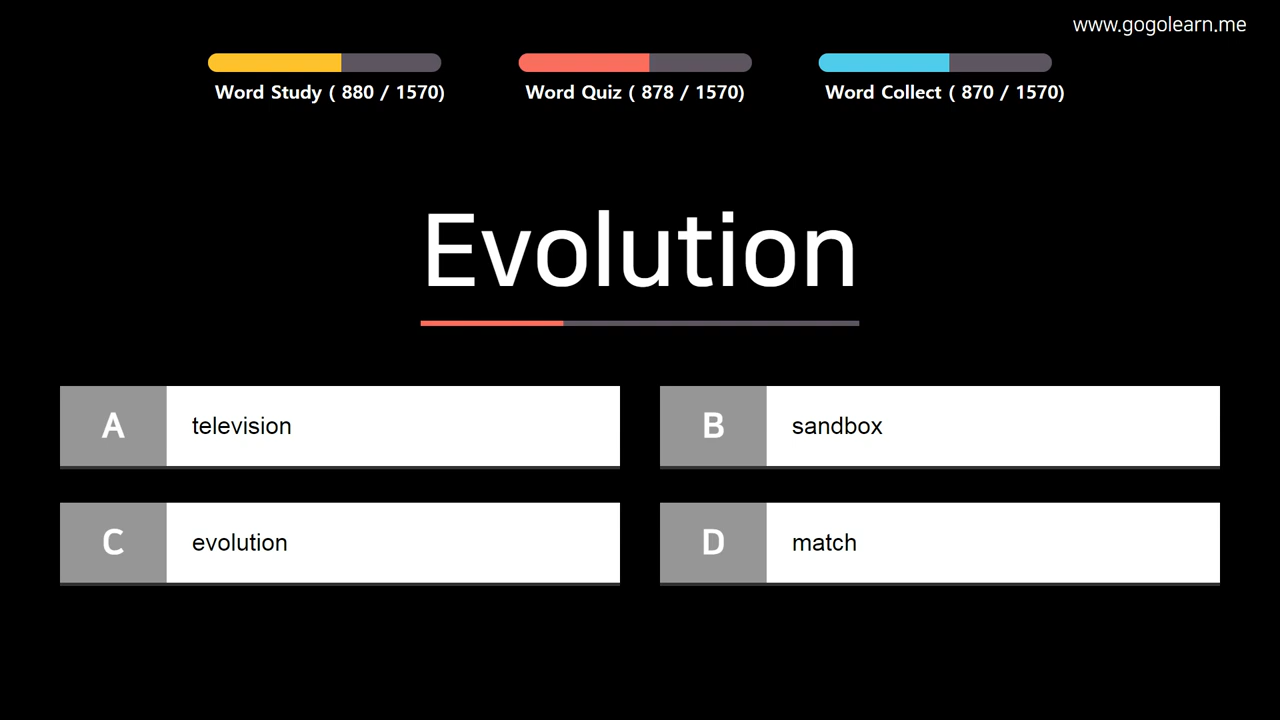 www.gogolearn.me
Word Study ( 880 / 1570)
Word Quiz ( 878 / 1570)
Word Collect ( 870 / 1570)
Evolution
A television
B sandbox
C evolution
D match